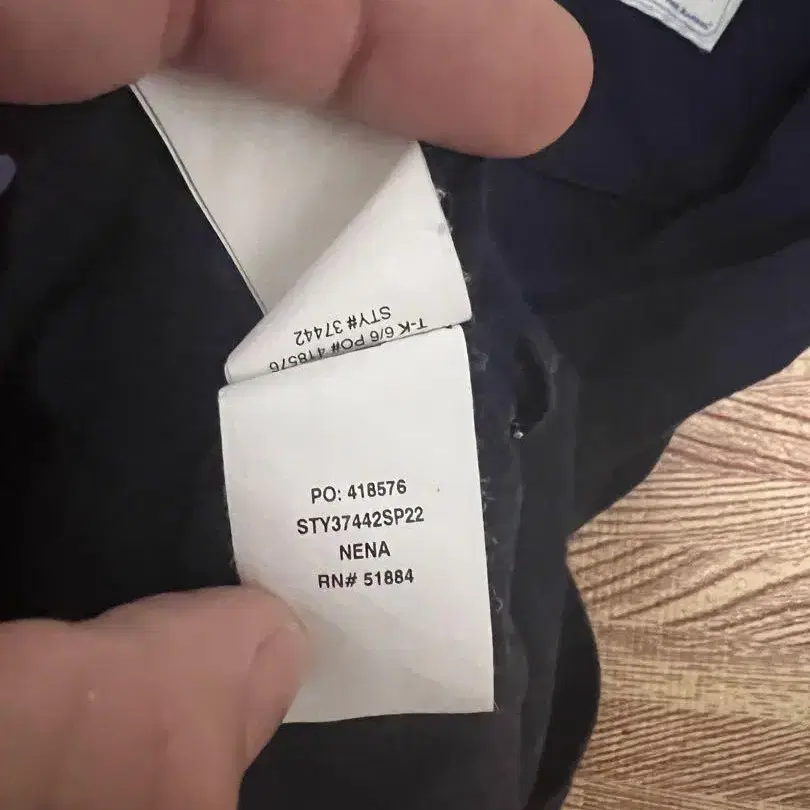 T-K 6/6 PO# 418576
STY# 37442
PO: 418576
STY37442SP22
NENA
RN# 51884